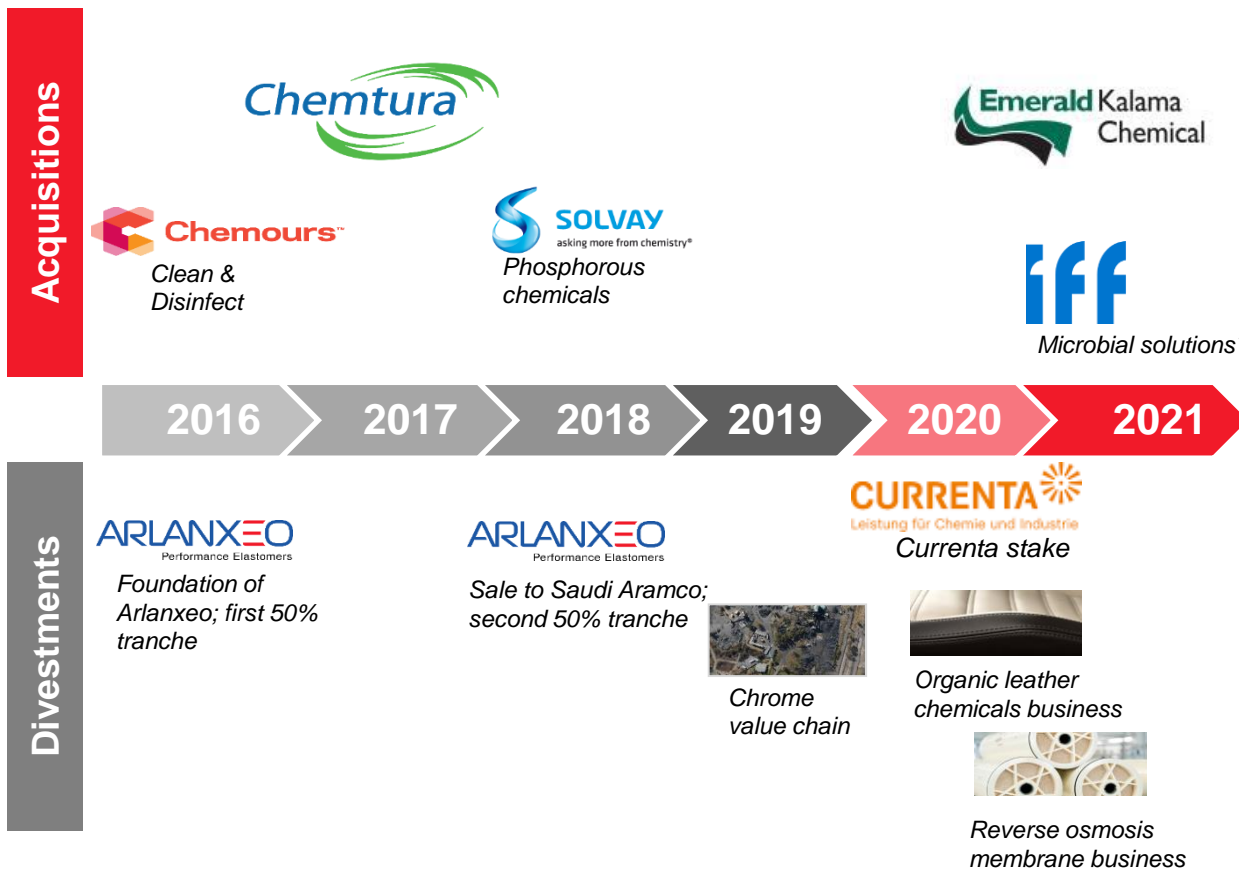 Acquisitions
Chemtura
Emerald Kalama
Chemical
Chemours™
Clean &
Disinfect
SOLVAY
asking more from chemistry®
Phosphorous
chemicals
iff
Microbial solutions
2016
2017
2018
2019
2020
2021
Divestments
ARLANXEO
Performance Elastomers
Foundation of
Arlanxeo; first 50%
tranche
ARLANXEO
Performance Elastomers
Sale to Saudi Aramco;
second 50% tranche
Chrome
value chain
CURRENTA
Leistung für Chemie und Industrie
Currenta stake
Organic leather
chemicals business
Reverse osmosis
membrane business